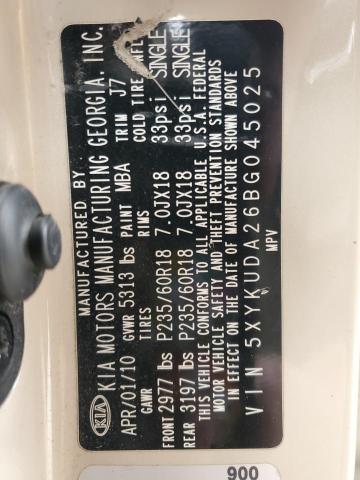 MANUFACTURED BY
KIA KIA MOTORS MANUFACTURING GEORGIA, INC.
APR/01/10 GVWR 5313 lbs PAINT MBA TRIM J7
GAWR TIRES RIMS COLD TIRE INFL
FRONT 2977 lbs P235/60R18 7.0JX18 33psi SINGLE
REAR 3197 lbs P235/60R18 7.0JX18 33psi SINGLE
THIS VEHICLE CONFORMS TO ALL APPLICABLE U.S.A. FEDERAL
MOTOR VEHICLE SAFETY AND THEFT PREVENTION STANDARDS
IN EFFECT ON THE DATE OF MANUFACTURE SHOWN ABOVE
VIN 5XYKUDA26BG045025
MPV
900